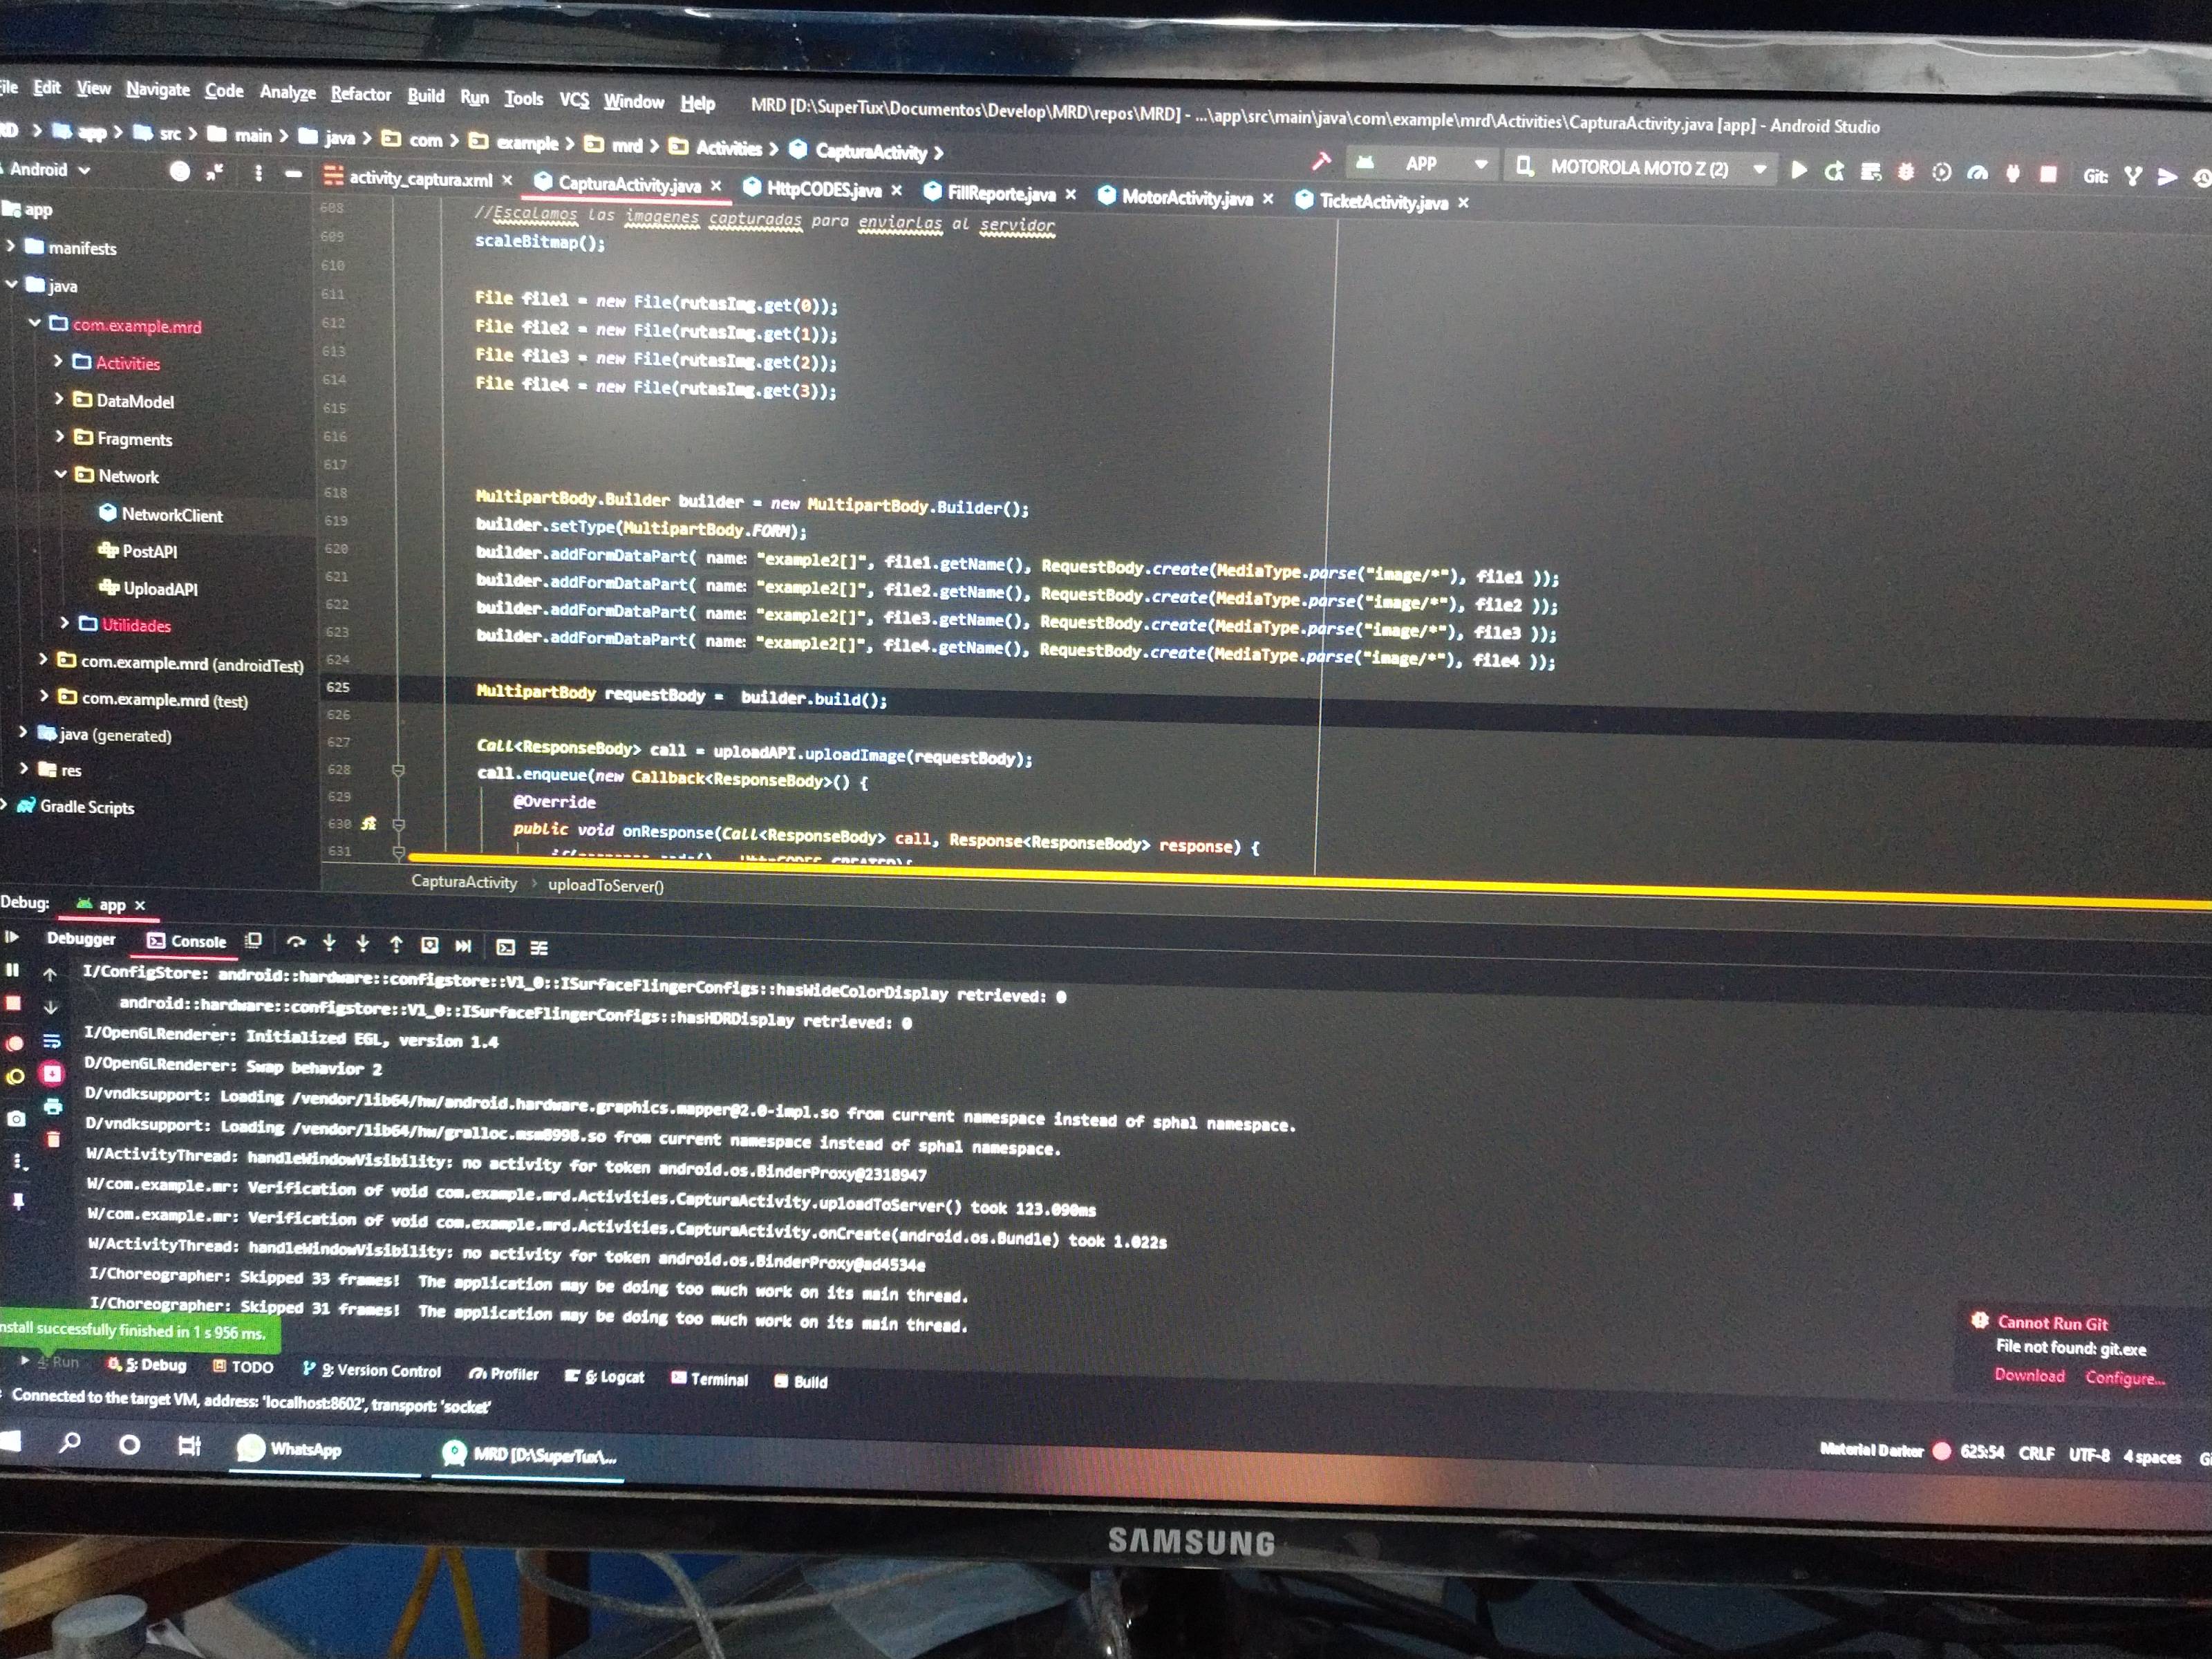 File Edit View Navigate Code Analyze Refactor Build Run Tools VCS Window Help MRD [D:\SuperTux\Documentos\Develop\MRD\repos\MRD] - ...\app\src\main\java\com\example\mrd\Activities\CapturaActivity.java [app] - Android Studio
RD > app > src > main > java > com > example > mrd > Activities > CapturaActivity >
APP MOTOROLA MOTO Z (2) Git:
Android
activity_captura.xml × CapturaActivity.java × HttpCODES.java × FillReporte.java × MotorActivity.java × TicketActivity.java ×
app
manifests
java
com.example.mrd
Activities
DataModel
Fragments
Network
NetworkClient
PostAPI
UploadAPI
Utilidades
com.example.mrd (androidTest)
com.example.mrd (test)
java (generated)
res
Gradle Scripts
608 //Escalamos las imagenes capturadas para enviarlas al servidor
609 scaleBitmap();
610
611 File file1 = new File(rutasImg.get(0));
612 File file2 = new File(rutasImg.get(1));
613 File file3 = new File(rutasImg.get(2));
614 File file4 = new File(rutasImg.get(3));
615
616
617
618 MultipartBody.Builder builder = new MultipartBody.Builder();
619 builder.setType(MultipartBody.FORM);
620 builder.addFormDataPart( name: "example2[]", file1.getName(), RequestBody.create(MediaType.parse("image/*"), file1 ));
621 builder.addFormDataPart( name: "example2[]", file2.getName(), RequestBody.create(MediaType.parse("image/*"), file2 ));
622 builder.addFormDataPart( name: "example2[]", file3.getName(), RequestBody.create(MediaType.parse("image/*"), file3 ));
623 builder.addFormDataPart( name: "example2[]", file4.getName(), RequestBody.create(MediaType.parse("image/*"), file4 ));
624
625 MultipartBody requestBody = builder.build();
626
627 Call<ResponseBody> call = uploadAPI.uploadImage(requestBody);
628 call.enqueue(new Callback<ResponseBody>() {
629 @Override
630 public void onResponse(Call<ResponseBody> call, Response<ResponseBody> response) {
631
CapturaActivity > uploadToServer()
Debug: app ×
Debugger Console
I/ConfigStore: android::hardware::configstore::V1_0::ISurfaceFlingerConfigs::hasWideColorDisplay retrieved: 0
android::hardware::configstore::V1_0::ISurfaceFlingerConfigs::hasHDRDisplay retrieved: 0
I/OpenGLRenderer: Initialized EGL, version 1.4
D/OpenGLRenderer: Swap behavior 2
D/vndksupport: Loading /vendor/lib64/hw/android.hardware.graphics.mapper@2.0-impl.so from current namespace instead of sphal namespace.
D/vndksupport: Loading /vendor/lib64/hw/gralloc.msm8998.so from current namespace instead of sphal namespace.
W/ActivityThread: handleWindowVisibility: no activity for token android.os.BinderProxy@2318947
W/com.example.mr: Verification of void com.example.mrd.Activities.CapturaActivity.uploadToServer() took 123.090ms
W/com.example.mr: Verification of void com.example.mrd.Activities.CapturaActivity.onCreate(android.os.Bundle) took 1.022s
W/ActivityThread: handleWindowVisibility: no activity for token android.os.BinderProxy@ad4534e
I/Choreographer: Skipped 33 frames! The application may be doing too much work on its main thread.
I/Choreographer: Skipped 31 frames! The application may be doing too much work on its main thread.
nstall successfully finished in 1 s 956 ms.
Cannot Run Git
File not found: git.exe
Download Configure...
4: Run 5: Debug TODO 9: Version Control Profiler 6: Logcat Terminal Build
Connected to the target VM, address: 'localhost:8602', transport: 'socket'
Material Darker 625:54 CRLF UTF-8 4 spaces
WhatsApp MRD [D:\SuperTux\...
SAMSUNG